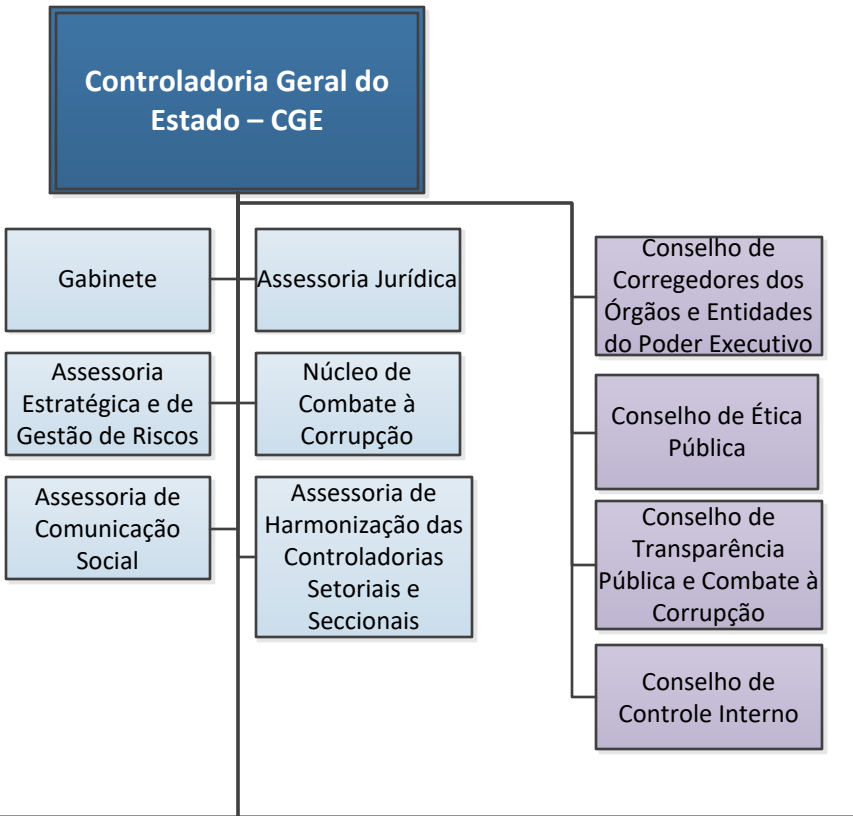 Controladoria Geral do
Estado – CGE
Gabinete
Assessoria Jurídica
Assessoria
Estratégica e de
Gestão de Riscos
Núcleo de
Combate à
Corrupção
Assessoria de
Comunicação
Social
Assessoria de
Harmonização das
Controladorias
Setoriais e
Seccionais
Conselho de
Corregedores dos
Órgãos e Entidades
do Poder Executivo
Conselho de Ética
Pública
Conselho de
Transparência
Pública e Combate à
Corrupção
Conselho de
Controle Interno